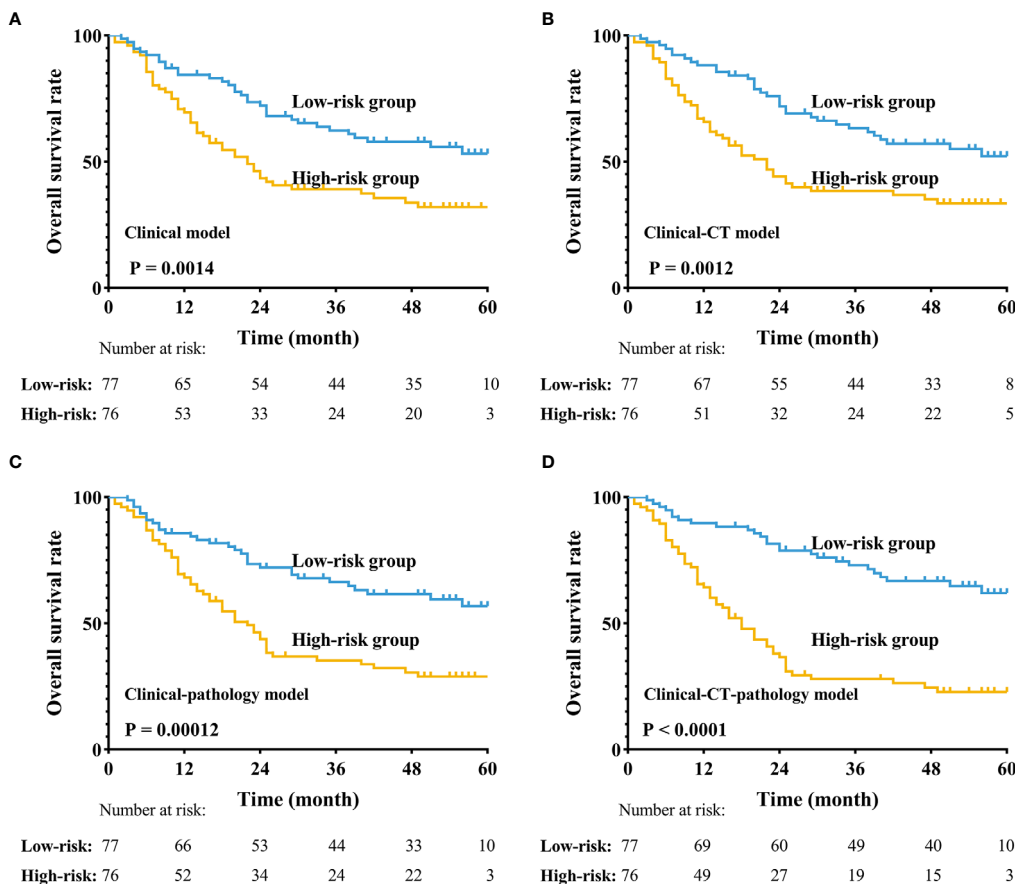 A
B
100
50
0
Overall survival rate
Low-risk group
High-risk group
Clinical model
P = 0.0014
0 12 24 36 48 60
Time (month)
Number at risk:
Low-risk: 77 65 54 44 35 10
High-risk: 76 53 33 24 20 3
100
50
0
Overall survival rate
Low-risk group
High-risk group
Clinical-CT model
P = 0.0012
0 12 24 36 48 60
Time (month)
Number at risk:
Low-risk: 77 67 55 44 33 8
High-risk: 76 51 32 24 22 5
C
D
100
50
0
Overall survival rate
Low-risk group
High-risk group
Clinical-pathology model
P = 0.00012
0 12 24 36 48 60
Time (month)
Number at risk:
Low-risk: 77 66 53 44 33 10
High-risk: 76 52 34 24 22 3
100
50
0
Overall survival rate
Low-risk group
High-risk group
Clinical-CT-pathology model
P < 0.0001
0 12 24 36 48 60
Time (month)
Number at risk:
Low-risk: 77 69 60 49 40 10
High-risk: 76 49 27 19 15 3